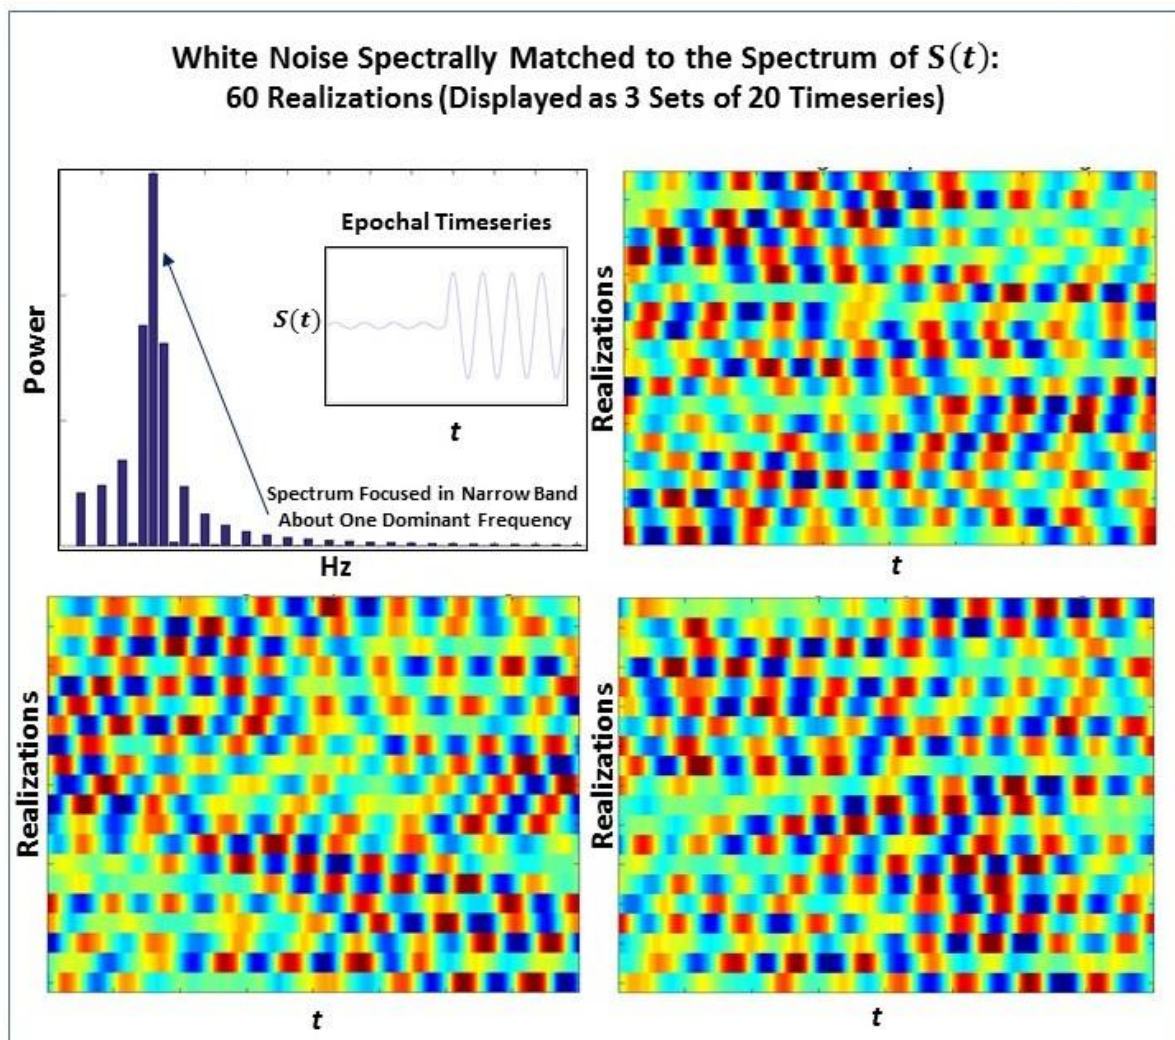 White Noise Spectrally Matched to the Spectrum of S(t):
60 Realizations (Displayed as 3 Sets of 20 Timeseries)
Epochal Timeseries
S(t)
t
Power
Spectrum Focused in Narrow Band
About One Dominant Frequency
Hz
Realizations
t
Realizations
t
Realizations
t